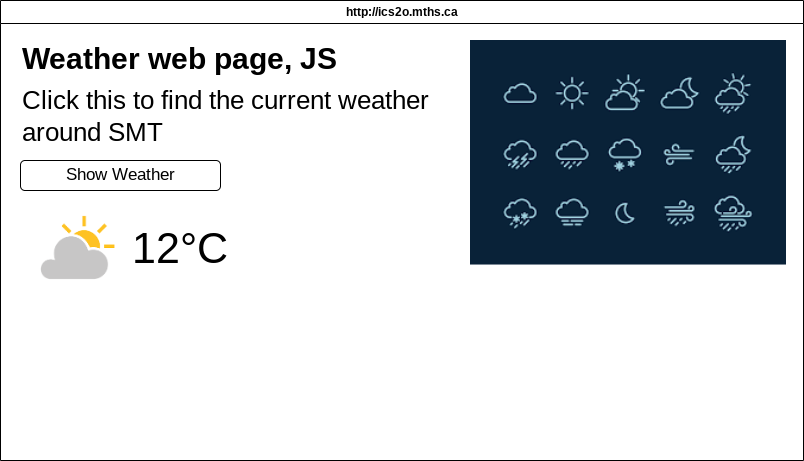 http://ics2o.mths.ca
Weather web page, JS
Click this to find the current weather
around SMT
Show Weather
12°C